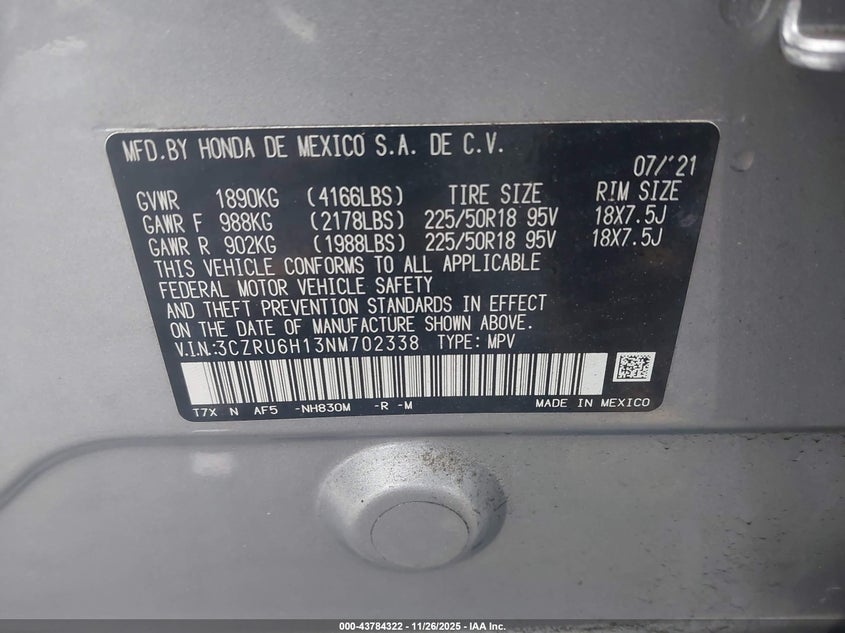 MFD.BY HONDA DE MEXICO S.A. DE C.V.
07/'21
GVWR 1890KG (4166LBS) TIRE SIZE RIM SIZE
GAWR F 988KG (2178LBS) 225/50R18 95V 18X7.5J
GAWR R 902KG (1988LBS) 225/50R18 95V 18X7.5J
THIS VEHICLE CONFORMS TO ALL APPLICABLE
FEDERAL MOTOR VEHICLE SAFETY
AND THEFT PREVENTION STANDARDS IN EFFECT
ON THE DATE OF MANUFACTURE SHOWN ABOVE.
V.I.N.:3CZRU6H13NM702338 TYPE: MPV
T7X N AF5 -NH830M -R -M MADE IN MEXICO
000-43784322 | 11/26/2025 - IAA Inc.